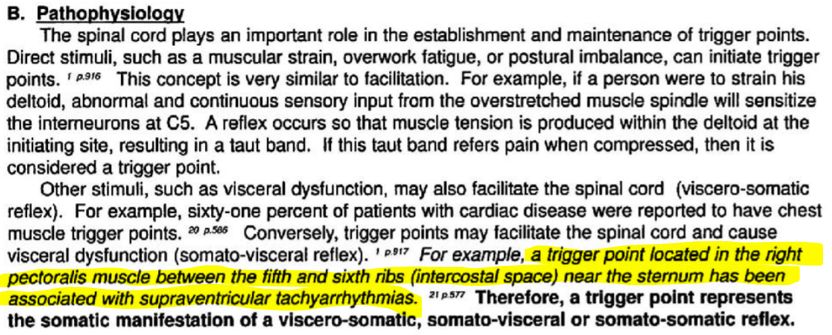 B. Pathophysiology
The spinal cord plays an important role in the establishment and maintenance of trigger points.
Direct stimuli, such as a muscular strain, overwork fatigue, or postural imbalance, can initiate trigger
points. 1 p.916 This concept is very similar to facilitation. For example, if a person were to strain his
deltoid, abnormal and continuous sensory input from the overstretched muscle spindle will sensitize
the interneurons at C5. A reflex occurs so that muscle tension is produced within the deltoid at the
initiating site, resulting in a taut band. If this taut band refers pain when compressed, then it is
considered a trigger point.
Other stimuli, such as visceral dysfunction, may also facilitate the spinal cord (viscero-somatic
reflex). For example, sixty-one percent of patients with cardiac disease were reported to have chest
muscle trigger points. 20 p.566 Conversely, trigger points may facilitate the spinal cord and cause
visceral dysfunction (somato-visceral reflex). 1 p.917 For example, a trigger point located in the right
pectoralis muscle between the fifth and sixth ribs (intercostal space) near the sternum has been
associated with supraventricular tachyarrhythmias. 21 p.577 Therefore, a trigger point represents
the somatic manifestation of a viscero-somatic, somato-visceral or somato-somatic reflex.